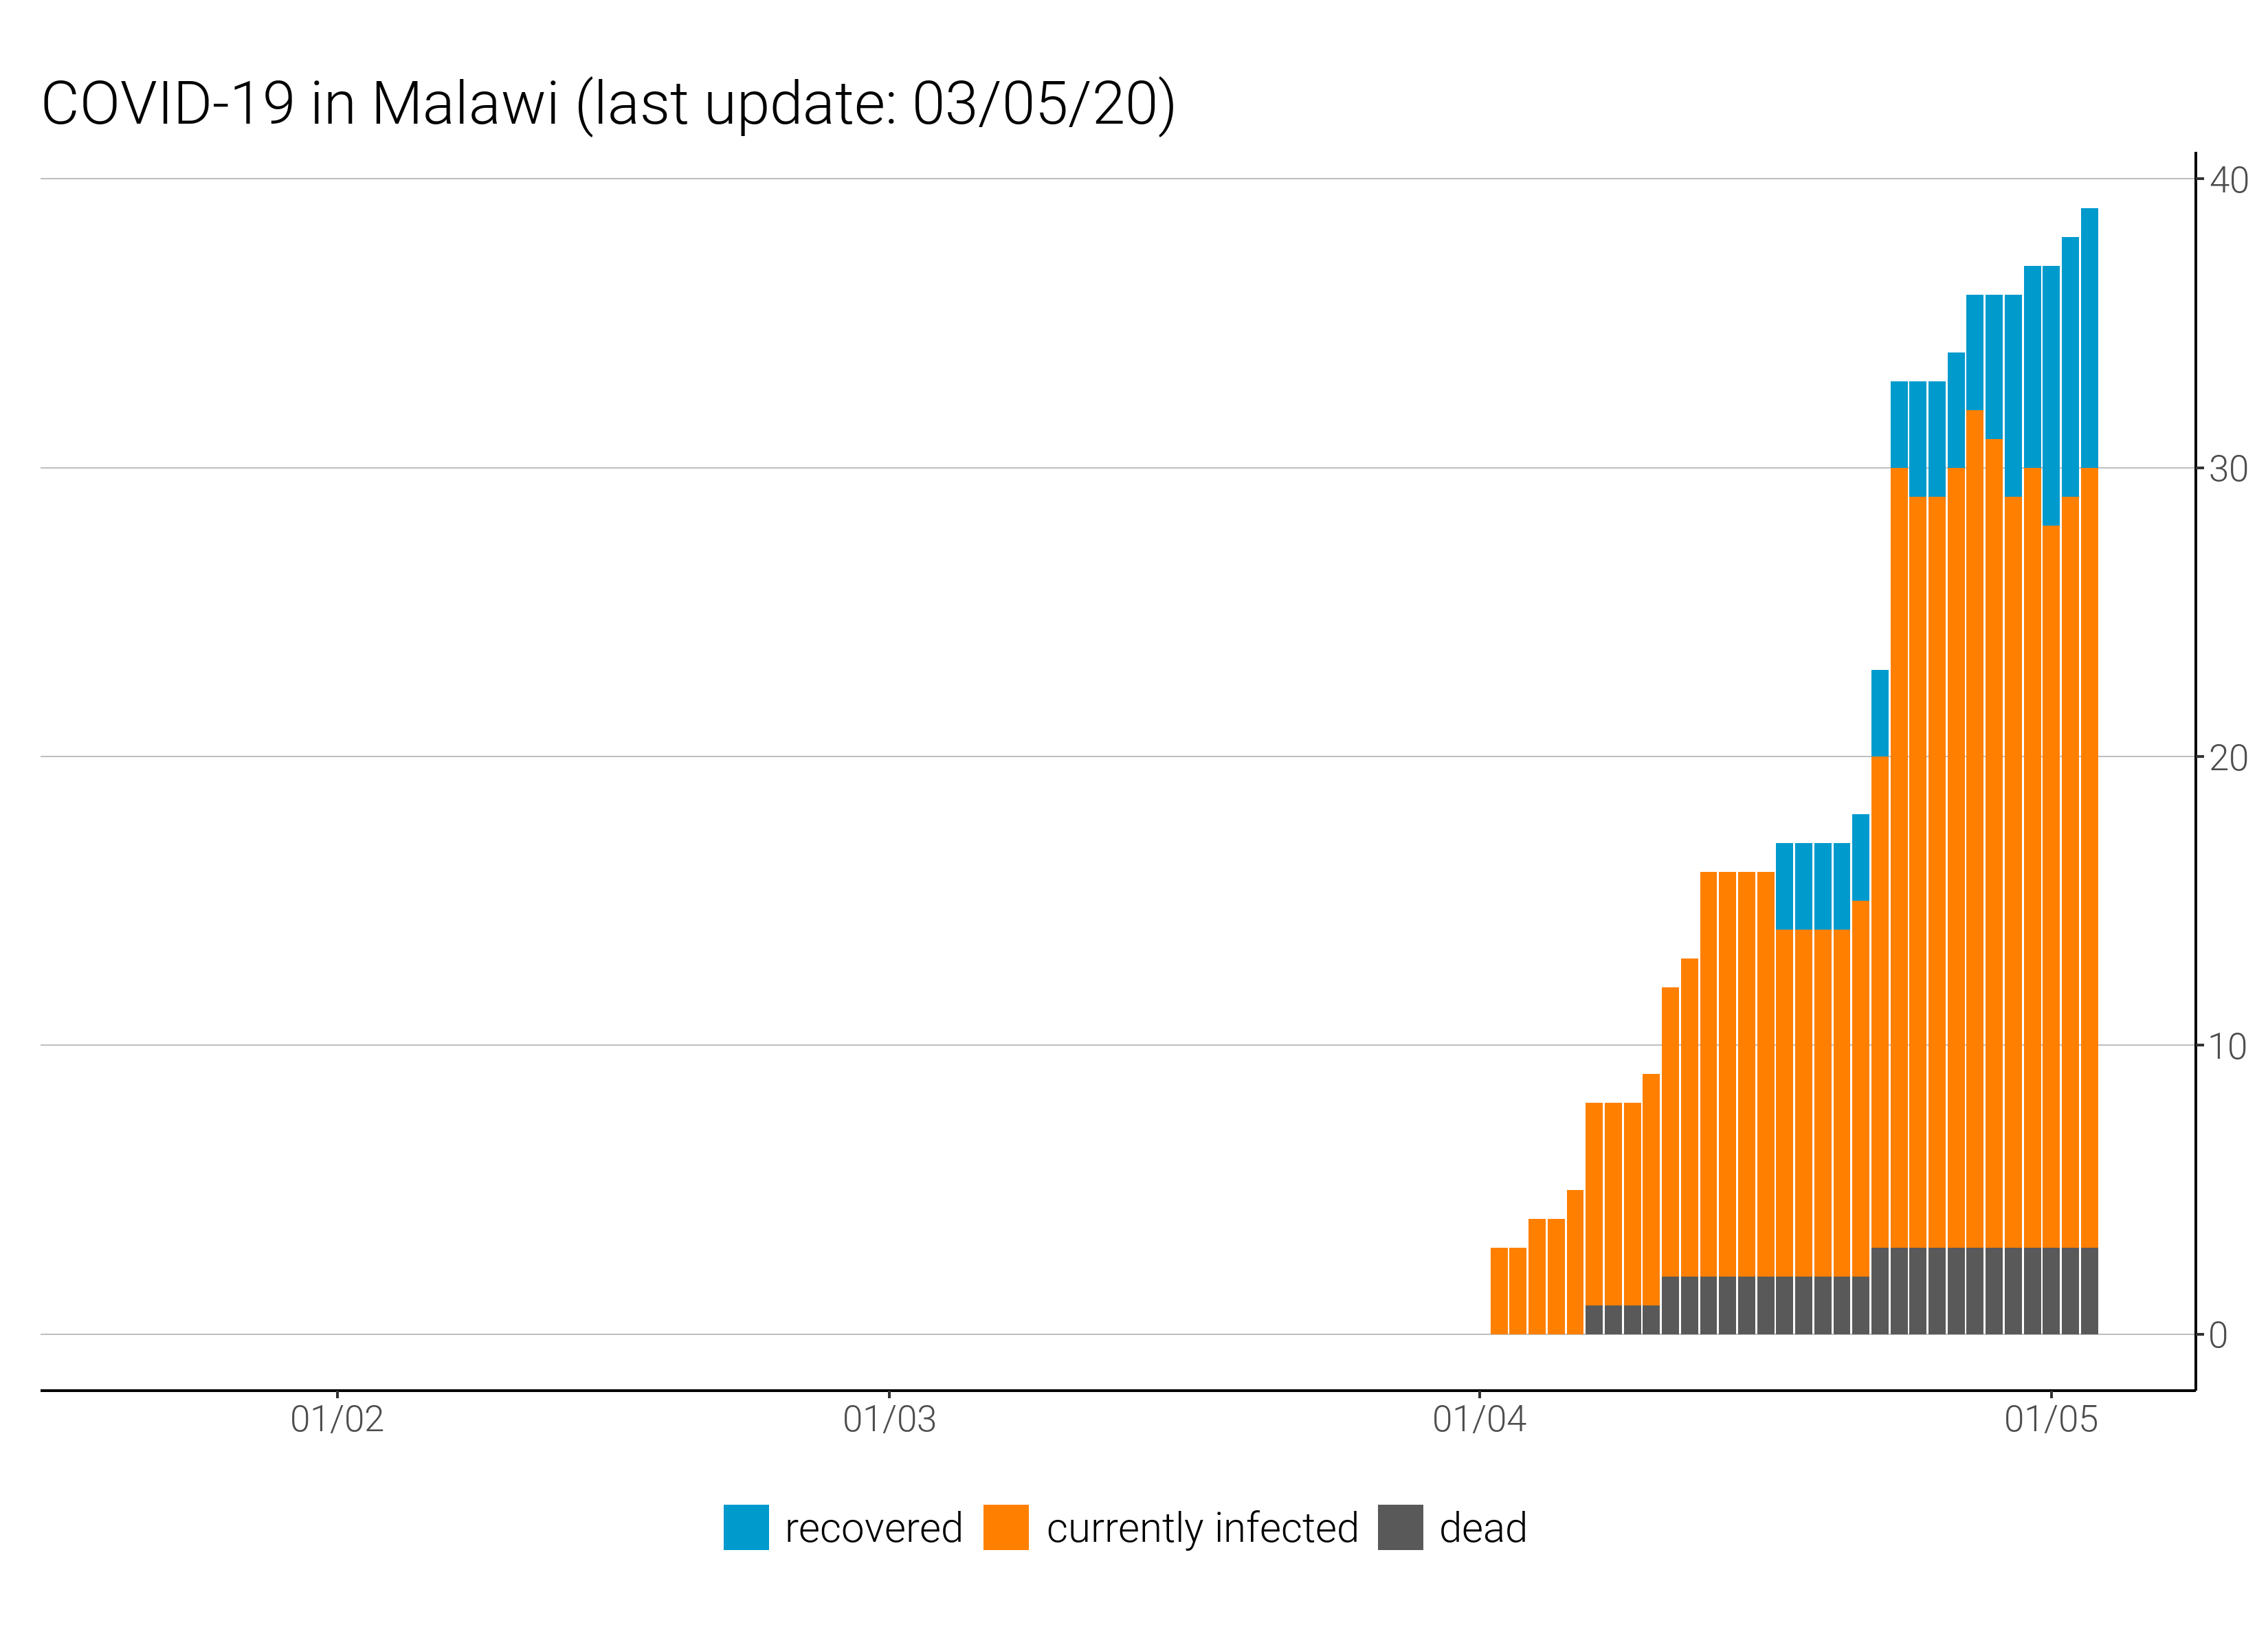 COVID-19 in Malawi (last update: 03/05/20)
40
30
20
10
0
01/02 01/03 01/04 01/05
recovered currently infected dead